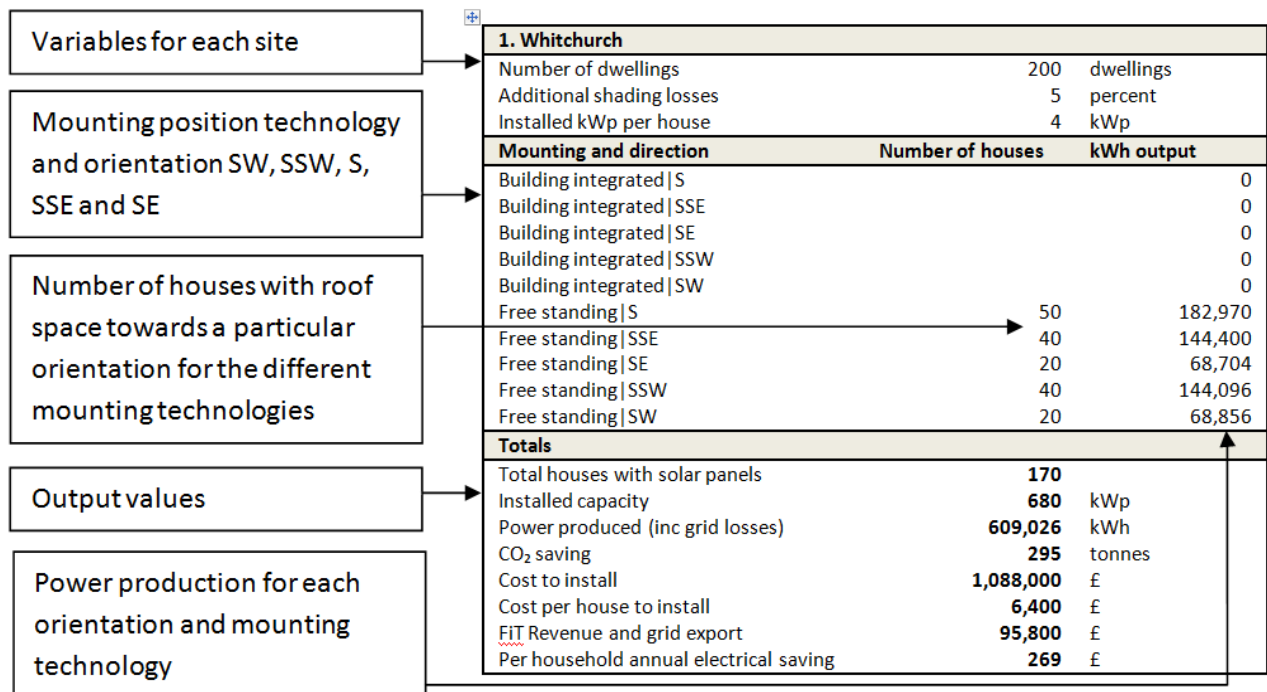 Variables for each site
Mounting position technology
and orientation SW, SSW, S,
SSE and SE
Number of houses with roof
space towards a particular
orientation for the different
mounting technologies
Output values
Power production for each
orientation and mounting
technology
1. Whitchurch
Number of dwellings 200 dwellings
Additional shading losses 5 percent
Installed kWp per house 4 kWp
Mounting and direction Number of houses kWh output
Building integrated|S 0
Building integrated|SSE 0
Building integrated|SE 0
Building integrated|SSW 0
Building integrated|SW 0
Free standing|S 50 182,970
Free standing|SSE 40 144,400
Free standing|SE 20 68,704
Free standing|SSW 40 144,096
Free standing|SW 20 68,856
Totals
Total houses with solar panels 170
Installed capacity 680 kWp
Power produced (inc grid losses) 609,026 kWh
CO₂ saving 295 tonnes
Cost to install 1,088,000 £
Cost per house to install 6,400 £
FiT Revenue and grid export 95,800 £
Per household annual electrical saving 269 £